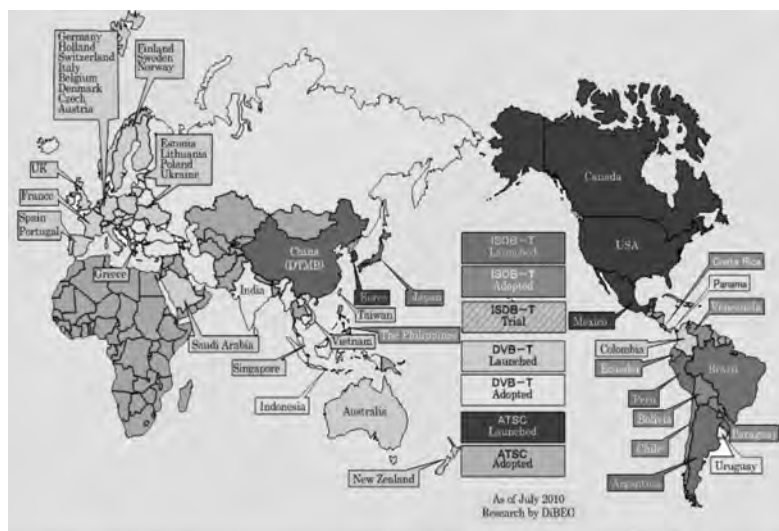 Germany
Holland
Switzerland
Italy
Belgium
Denmark
Czech
Austria
Finland
Sweden
Norway
Estonia
Lithuania
Poland
Ukraine
UK
France
Spain
Portugal
Greece
Saudi Arabia
India
China
(DTMB)
Korea
Japan
Taiwan
Vietnam
The Philippines
Singapore
Indonesia
Australia
New Zealand
ISDB-T
Launched
ISDB-T
Adopted
ISDB-T
Trial
DVB-T
Launched
DVB-T
Adopted
ATSC
Launched
ATSC
Adopted
As of July 2010
Research by DiBEG
Canada
USA
Mexico
Costa Rica
Panama
Venezuela
Colombia
Ecuador
Brazil
Peru
Bolivia
Chile
Paraguay
Uruguay
Argentina